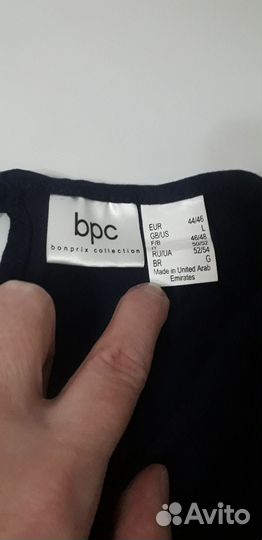 bpc
bonprix collection
EUR 44/46
GB/US L
F/B 46/48
IT 50/52
RU/UA 52/54
BR G
Made in United Arab
Emirates
Avito